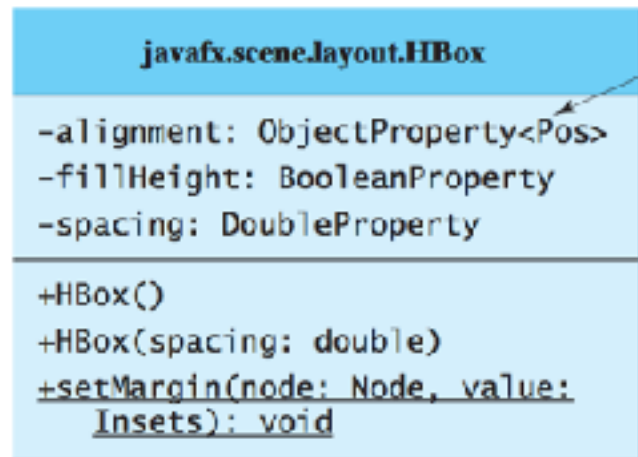 javafx.scene.layout.HBox
-alignment: ObjectProperty<Pos>
-fillHeight: BooleanProperty
-spacing: DoubleProperty
+HBox()
+HBox(spacing: double)
+setMargin(node: Node, value:
Insets): void